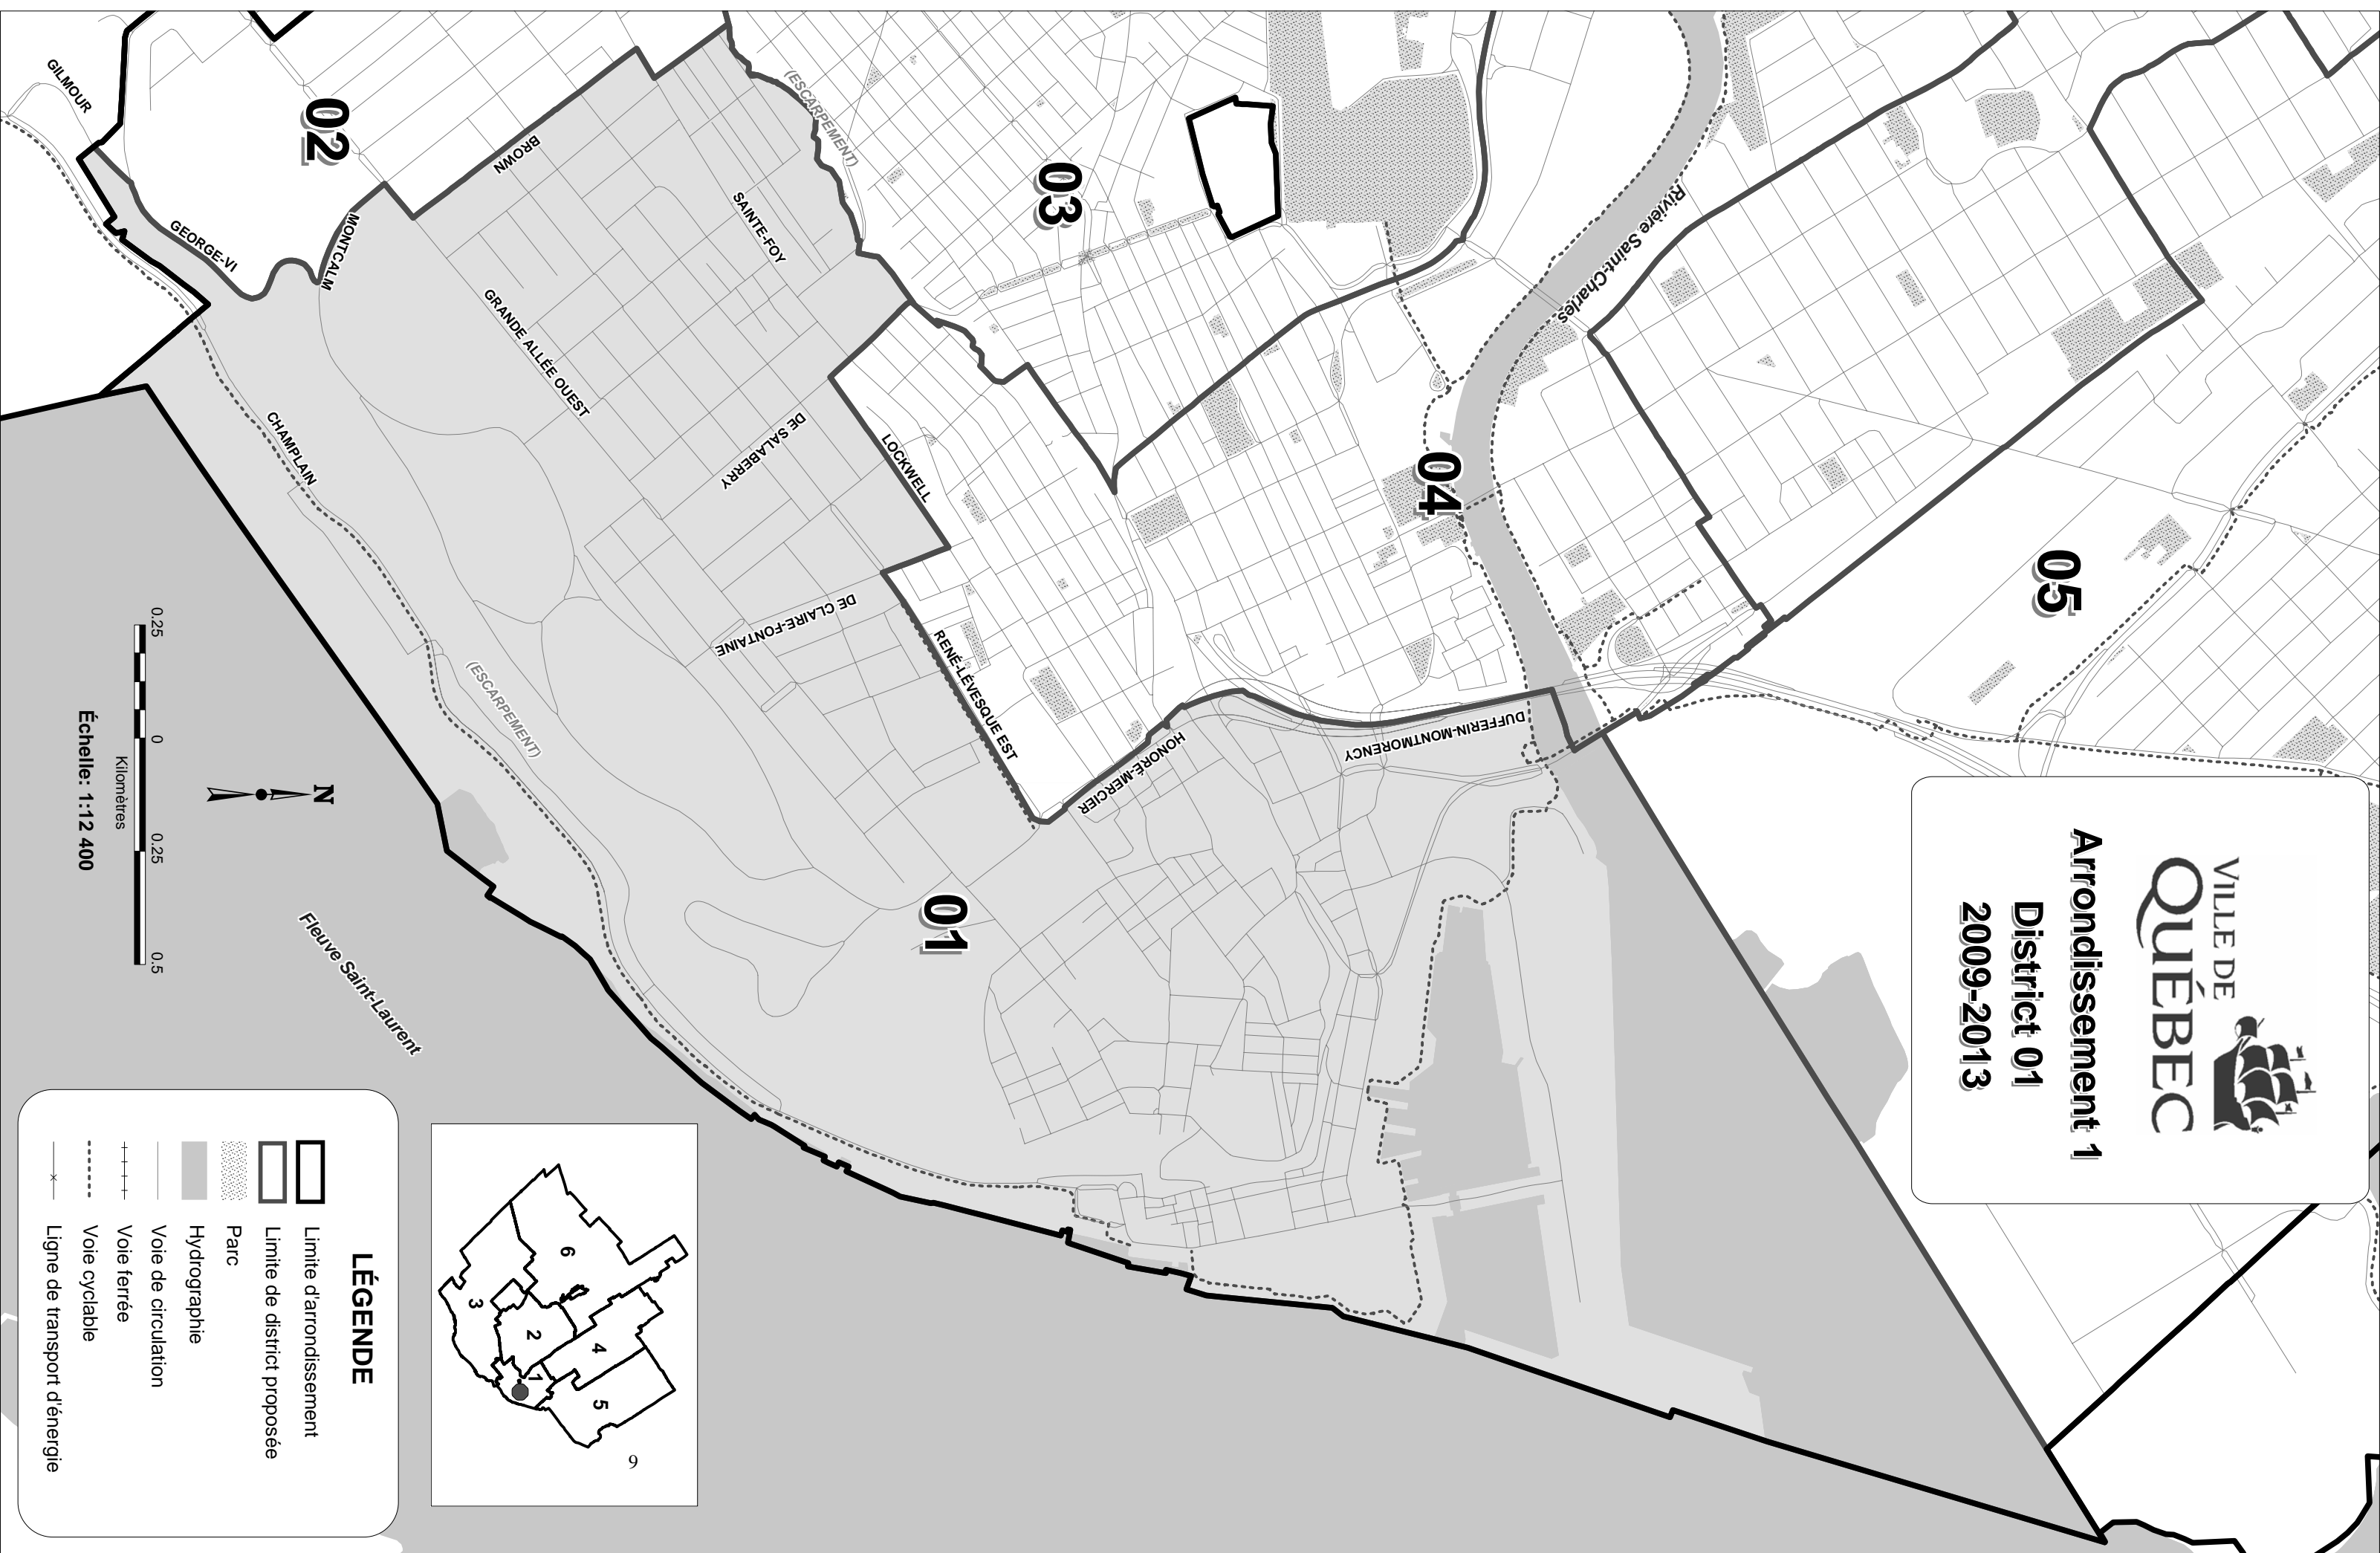 VILLE DE
QUÉBEC
Arrondissement 1
District 01
2009-2013
05
04
03
02
01
Rivière Saint-Charles
(ESCARPEMENT)
GILMOUR
BROWN
SAINTE-FOY
MONTCALM
GEORGE-VI
GRANDE ALLÉE OUEST
DE SALABERRY
LOCKWELL
CHAMPLAIN
DE CLAIRE-FONTAINE
RENÉ-LÉVESQUE EST
HONORÉ-MERCIER
DUFFERIN-MONTMORENCY
(ESCARPEMENT)
Fleuve Saint-Laurent
N
0.25 0 0.25 0.5
Kilomètres
Échelle: 1:12 400
6
3
2
4
1
5
9
LÉGENDE
Limite d'arrondissement
Limite de district proposée
Parc
Hydrographie
Voie de circulation
Voie ferrée
Voie cyclable
Ligne de transport d'énergie